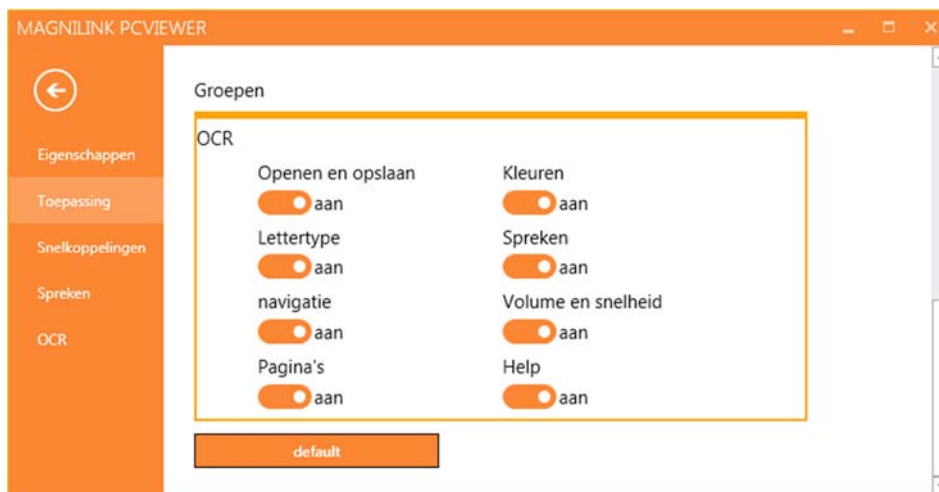 MAGNILINK PCVIEWER
Eigenschappen
Toepassing
Snelkoppelingen
Spreken
OCR
Groepen
OCR
Openen en opslaan
aan
Kleuren
aan
Lettertype
aan
Spreken
aan
navigatie
aan
Volume en snelheid
aan
Pagina's
aan
Help
aan
default